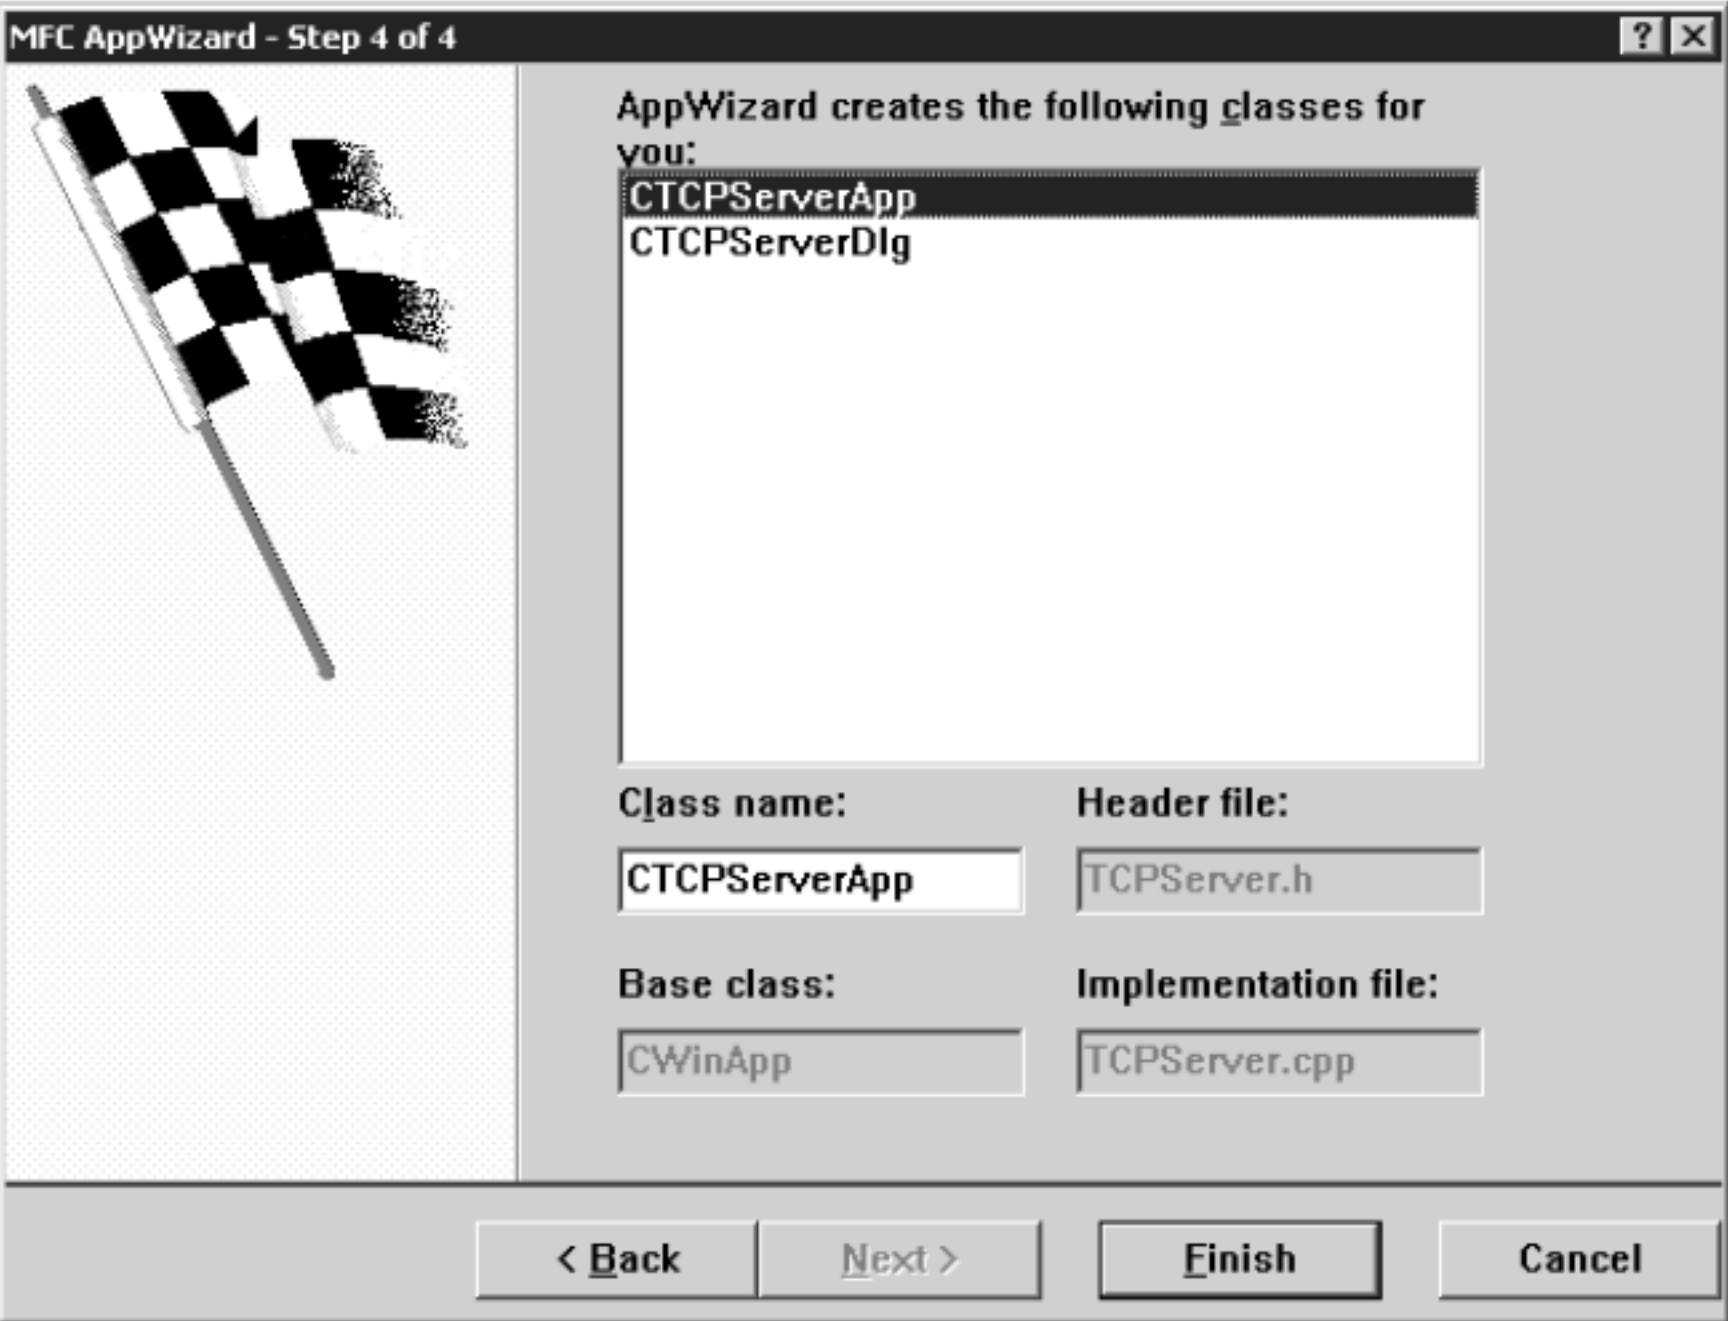 MFC AppWizard - Step 4 of 4
AppWizard creates the following classes for
you:
CTCPServerApp
CTCPServerDlg
Class name:
Header file:
CTCPServerApp
TCPServer.h
Base class:
Implementation file:
CWinApp
TCPServer.cpp
< Back
Next >
Finish
Cancel